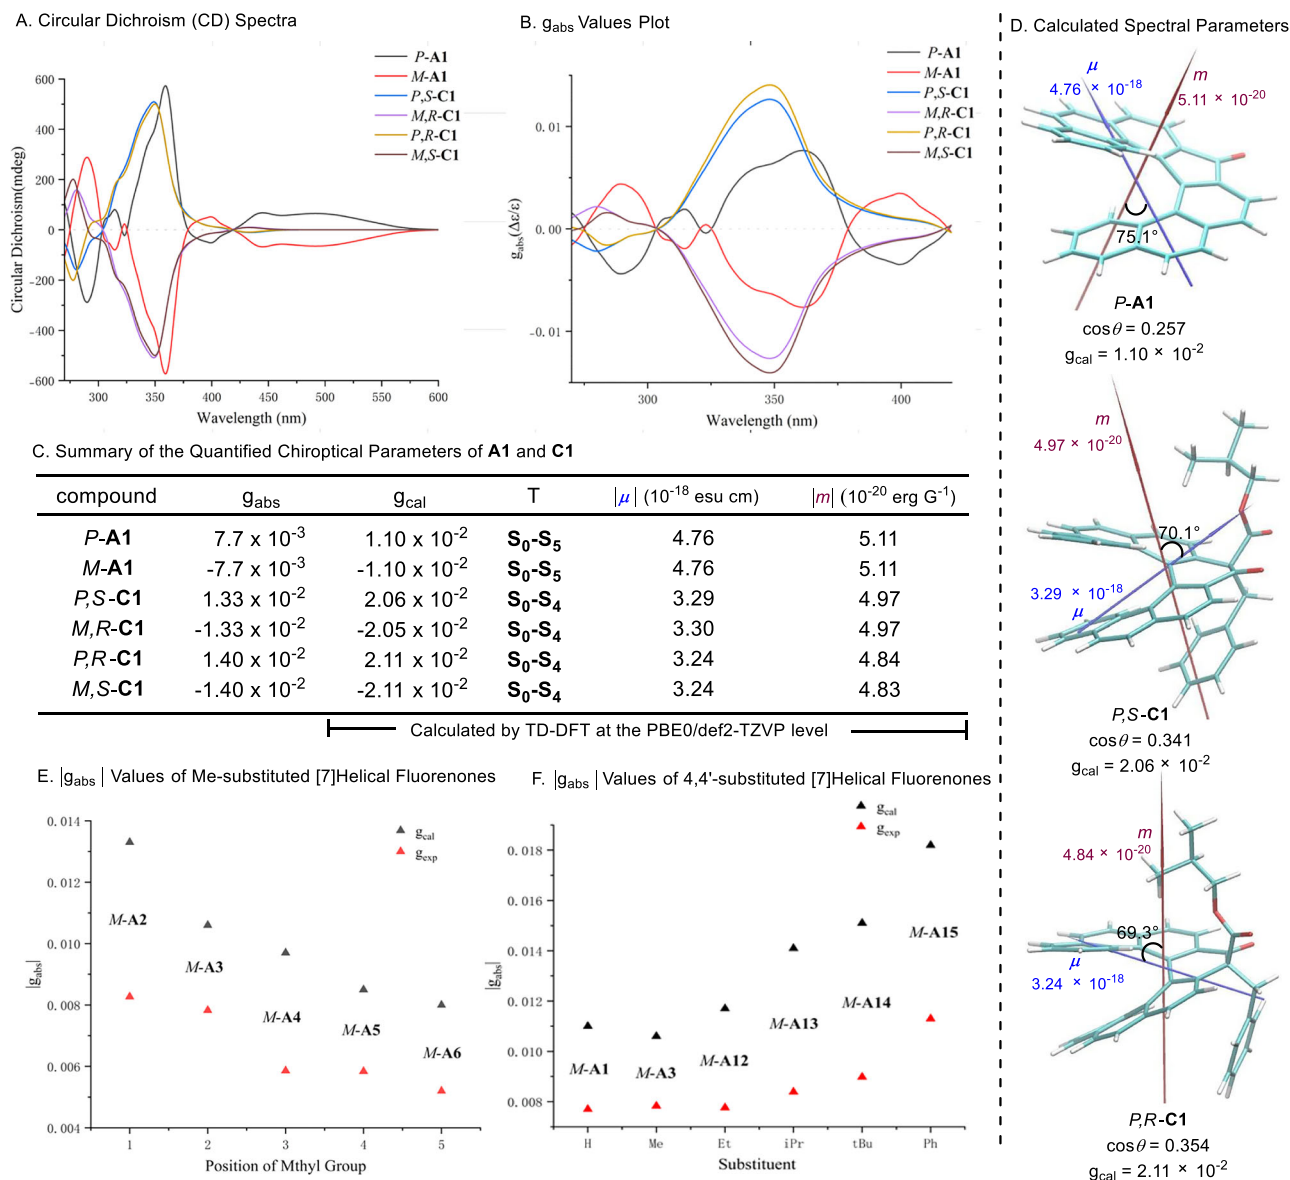 A. Circular Dichroism (CD) Spectra
P-A1
M-A1
P,S-C1
M,R-C1
P,R-C1
M,S-C1
600
400
200
0
-200
-400
-600
Circular Dichroism(mdeg)
300
350
400
450
500
550
600
Wavelength (nm)
B. gabs Values Plot
P-A1
M-A1
P,S-C1
M,R-C1
P,R-C1
M,S-C1
0.01
0.00
-0.01
gabs(Δε/ε)
300
350
400
Wavelength (nm)
C. Summary of the Quantified Chiroptical Parameters of A1 and C1
compound gabs gcal T |μ| (10-18 esu cm) |m| (10-20 erg G-1)
P-A1 7.7 x 10-3 1.10 x 10-2 S0-S5 4.76 5.11
M-A1 -7.7 x 10-3 -1.10 x 10-2 S0-S5 4.76 5.11
P,S-C1 1.33 x 10-2 2.06 x 10-2 S0-S4 3.29 4.97
M,R-C1 -1.33 x 10-2 -2.05 x 10-2 S0-S4 3.30 4.97
P,R-C1 1.40 x 10-2 2.11 x 10-2 S0-S4 3.24 4.84
M,S-C1 -1.40 x 10-2 -2.11 x 10-2 S0-S4 3.24 4.83
Calculated by TD-DFT at the PBE0/def2-TZVP level
D. Calculated Spectral Parameters
μ
4.76 × 10-18
m
5.11 × 10-20
75.1°
P-A1
cosθ = 0.257
gcal = 1.10 × 10-2
m
4.97 × 10-20
70.1°
3.29 × 10-18
μ
P,S-C1
cosθ = 0.341
gcal = 2.06 × 10-2
m
4.84 × 10-20
69.3°
μ
3.24 × 10-18
P,R-C1
cosθ = 0.354
gcal = 2.11 × 10-2
E. |gabs| Values of Me-substituted [7]Helical Fluorenones
0.014
0.012
0.010
0.008
0.006
0.004
|gabs|
gcal
gexp
M-A2
M-A3
M-A4
M-A5
M-A6
1
2
3
4
5
Position of Mthyl Group
F. |gabs| Values of 4,4'-substituted [7]Helical Fluorenones
0.018
0.016
0.014
0.012
0.010
0.008
|gabs|
gcal
gexp
M-A1
M-A3
M-A12
M-A13
M-A14
M-A15
H
Me
Et
iPr
tBu
Ph
Substituent